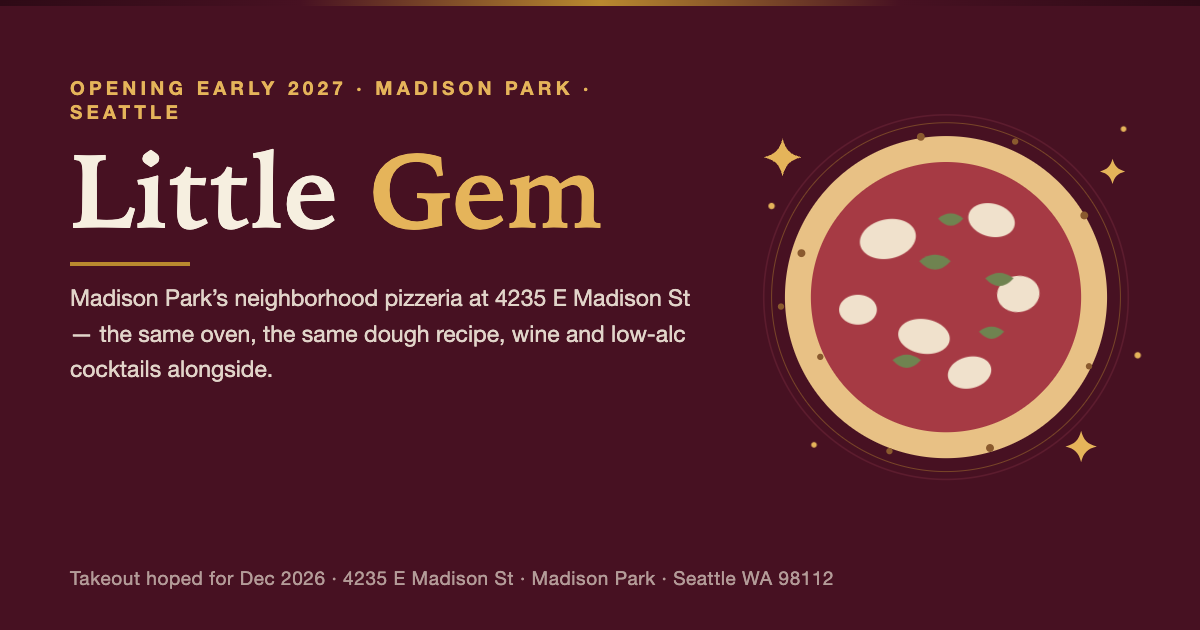 OPENING EARLY 2027 · MADISON PARK ·
SEATTLE
Little Gem
Madison Park’s neighborhood pizzeria at 4235 E Madison St
— the same oven, the same dough recipe, wine and low-alc
cocktails alongside.
Takeout hoped for Dec 2026 · 4235 E Madison St · Madison Park · Seattle WA 98112